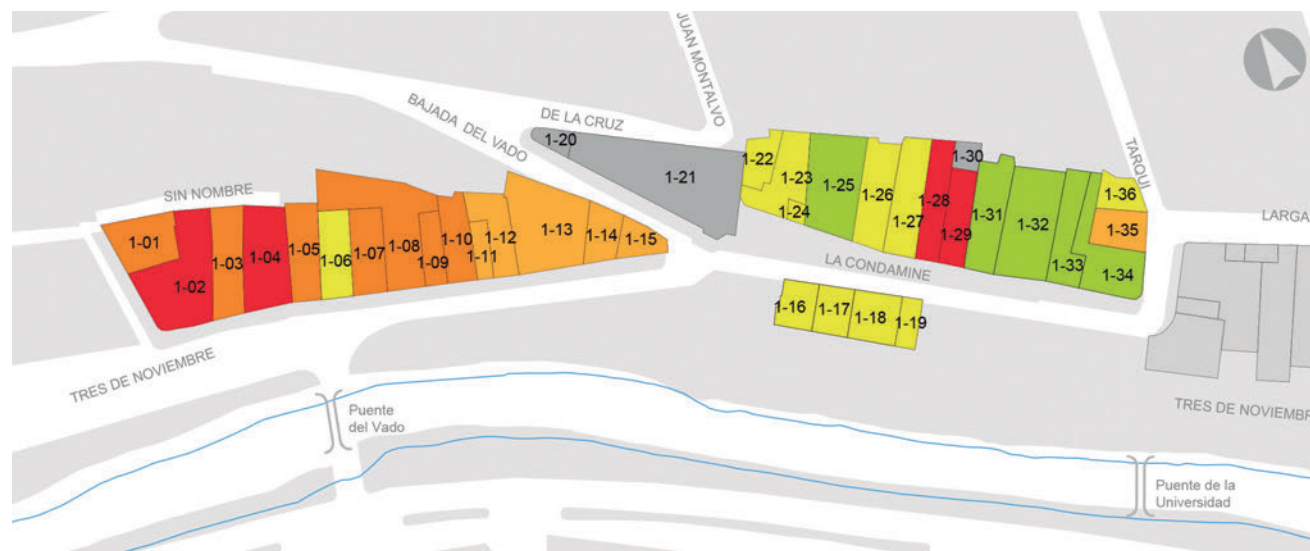 JUAN MONTALVO
DE LA CRUZ
BAJADA DEL VADO
TARQUI
SIN NOMBRE
LARGA
LA CONDAMINE
TRES DE NOVIEMBRE
TRES DE NOVIEMBR
Puente
del Vado
Puente de la
Universidad
1-01
1-02
1-03
1-04
1-05
1-06
1-07
1-08
1-09
1-10
1-11
1-12
1-13
1-14
1-15
1-16
1-17
1-18
1-19
1-20
1-21
1-22
1-23
1-24
1-25
1-26
1-27
1-28
1-29
1-30
1-31
1-32
1-33
1-34
1-35
1-36